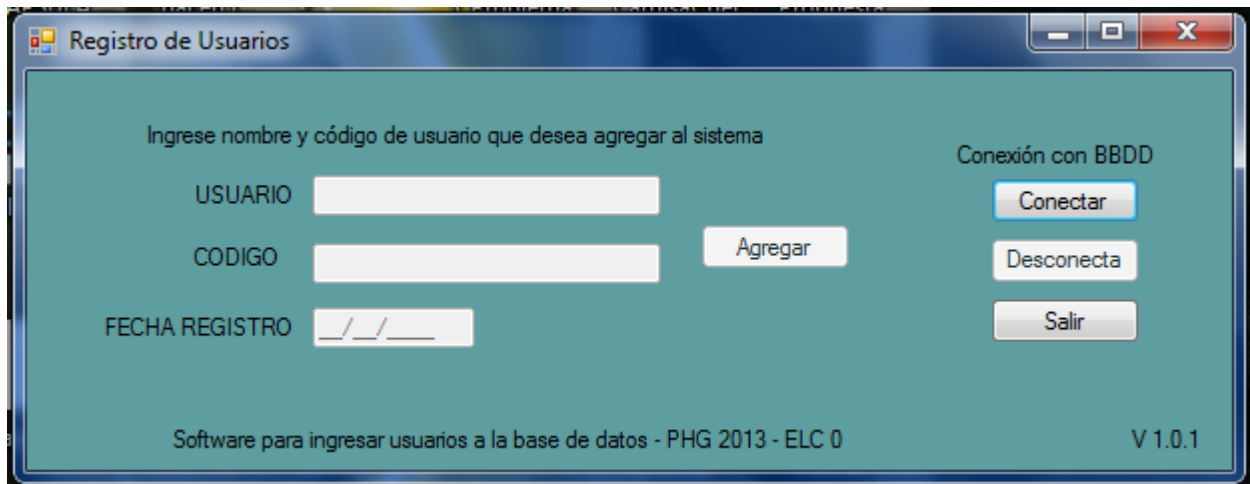 Registro de Usuarios
Ingrese nombre y código de usuario que desea agregar al sistema
Conexión con BBDD
USUARIO
Conectar
CODIGO
Agregar
Desconecta
FECHA REGISTRO
__/__/____
Salir
Software para ingresar usuarios a la base de datos - PHG 2013 - ELC 0
V 1.0.1